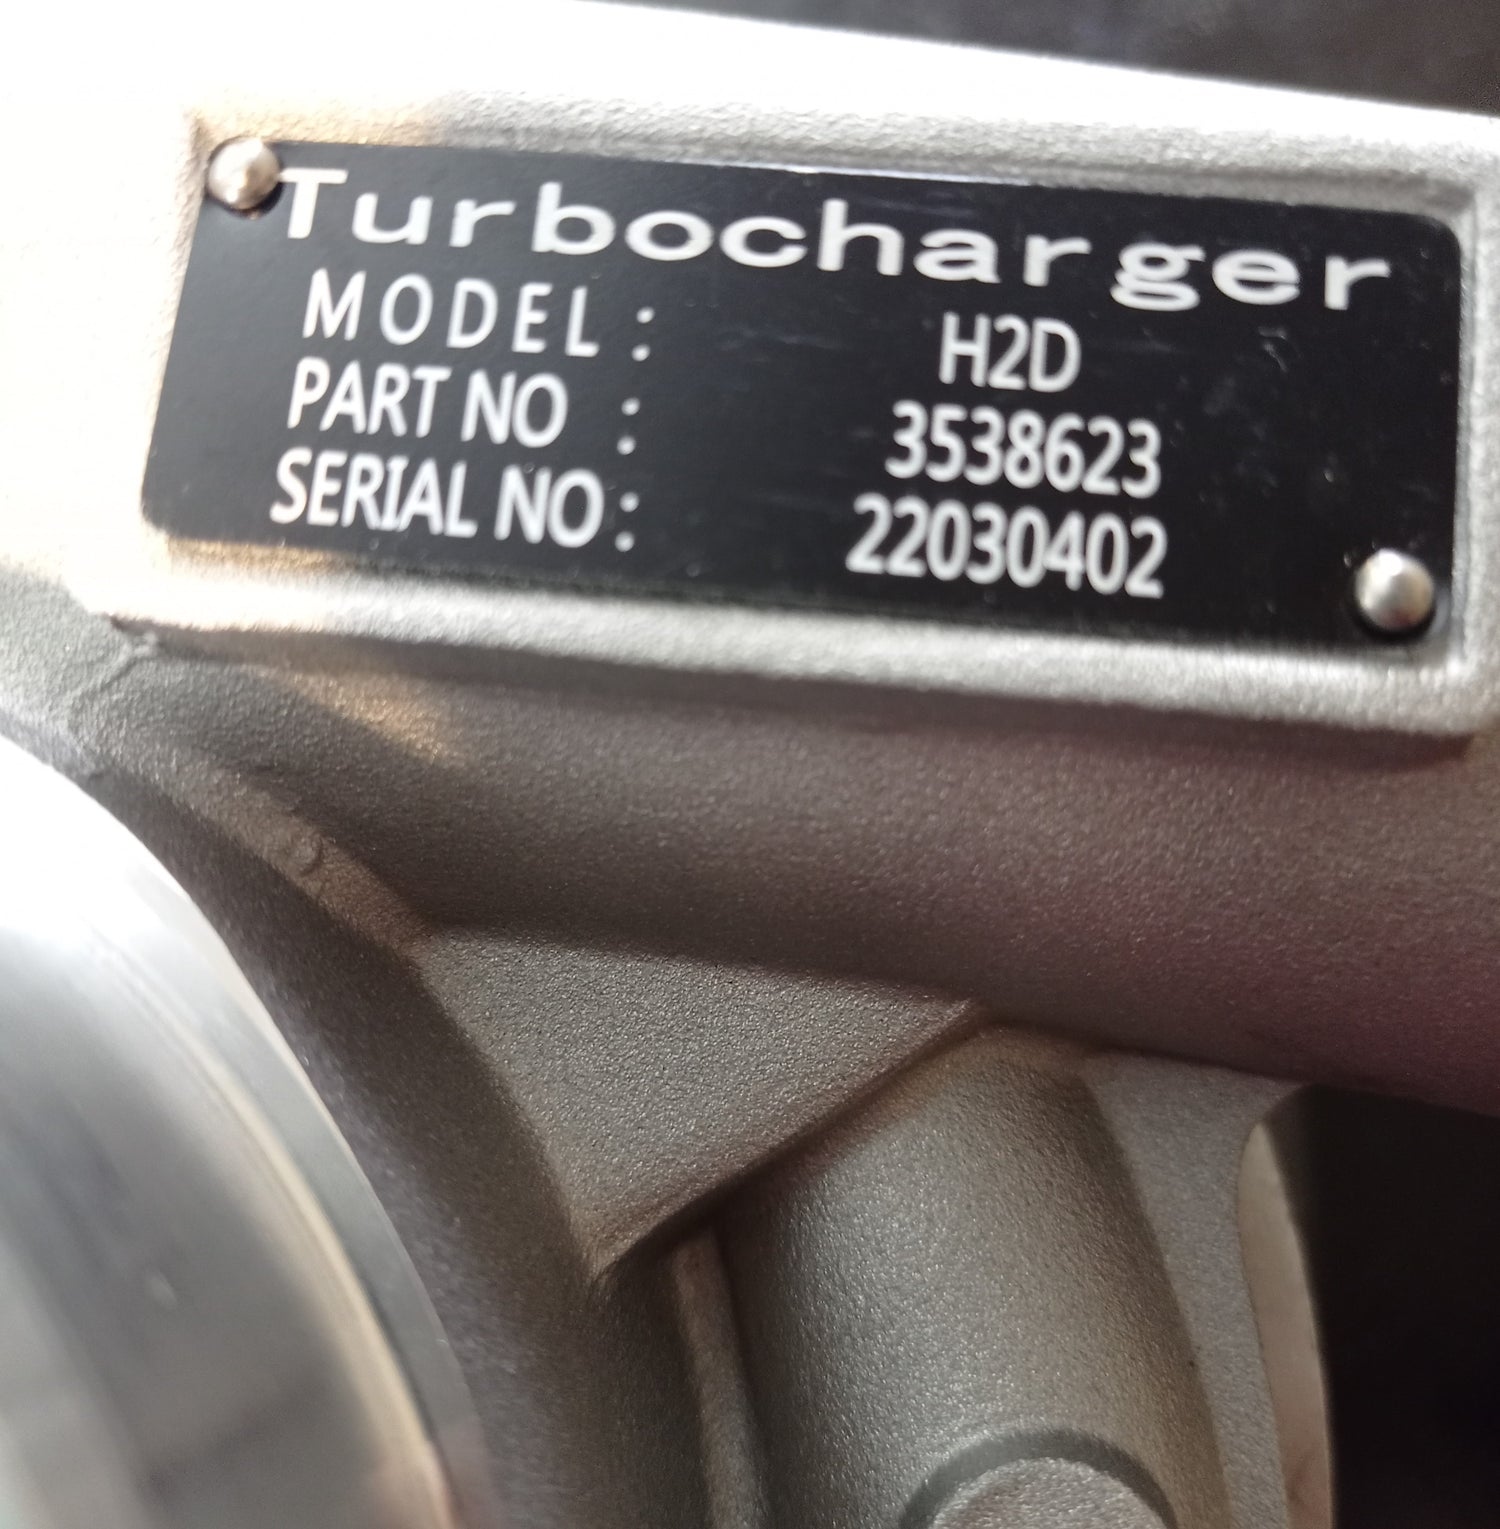 Turbocharger
MODEL : H2D
PART NO : 3538623
SERIAL NO : 22030402